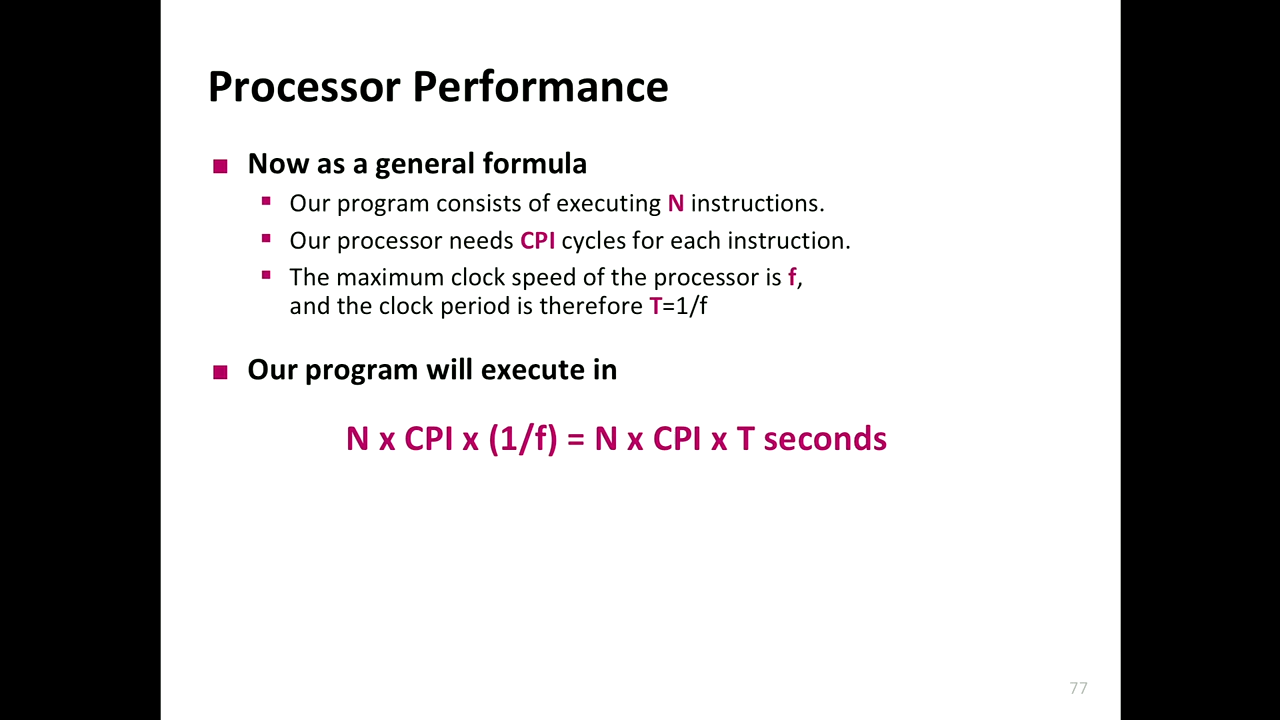 Processor Performance
Now as a general formula
Our program consists of executing N instructions.
Our processor needs CPI cycles for each instruction.
The maximum clock speed of the processor is f,
and the clock period is therefore T=1/f
Our program will execute in
N x CPI x (1/f) = N x CPI x T seconds
77